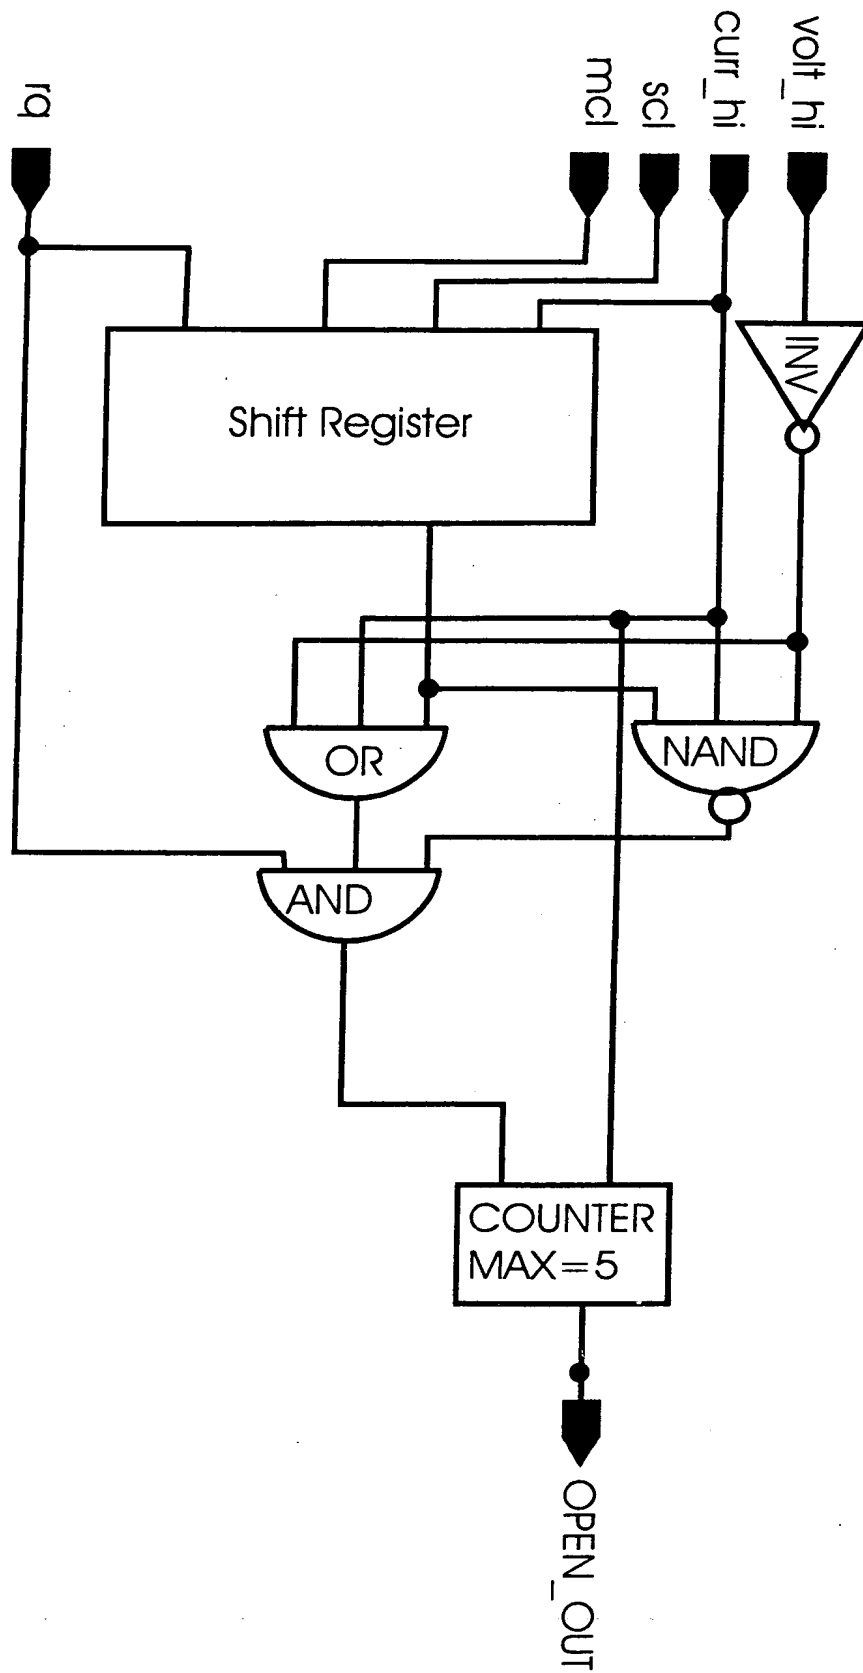 rq
mcl
scl
curr_hi
volt_hi
INV
Shift Register
OR
NAND
AND
COUNTER
MAX=5
OPEN_OUT